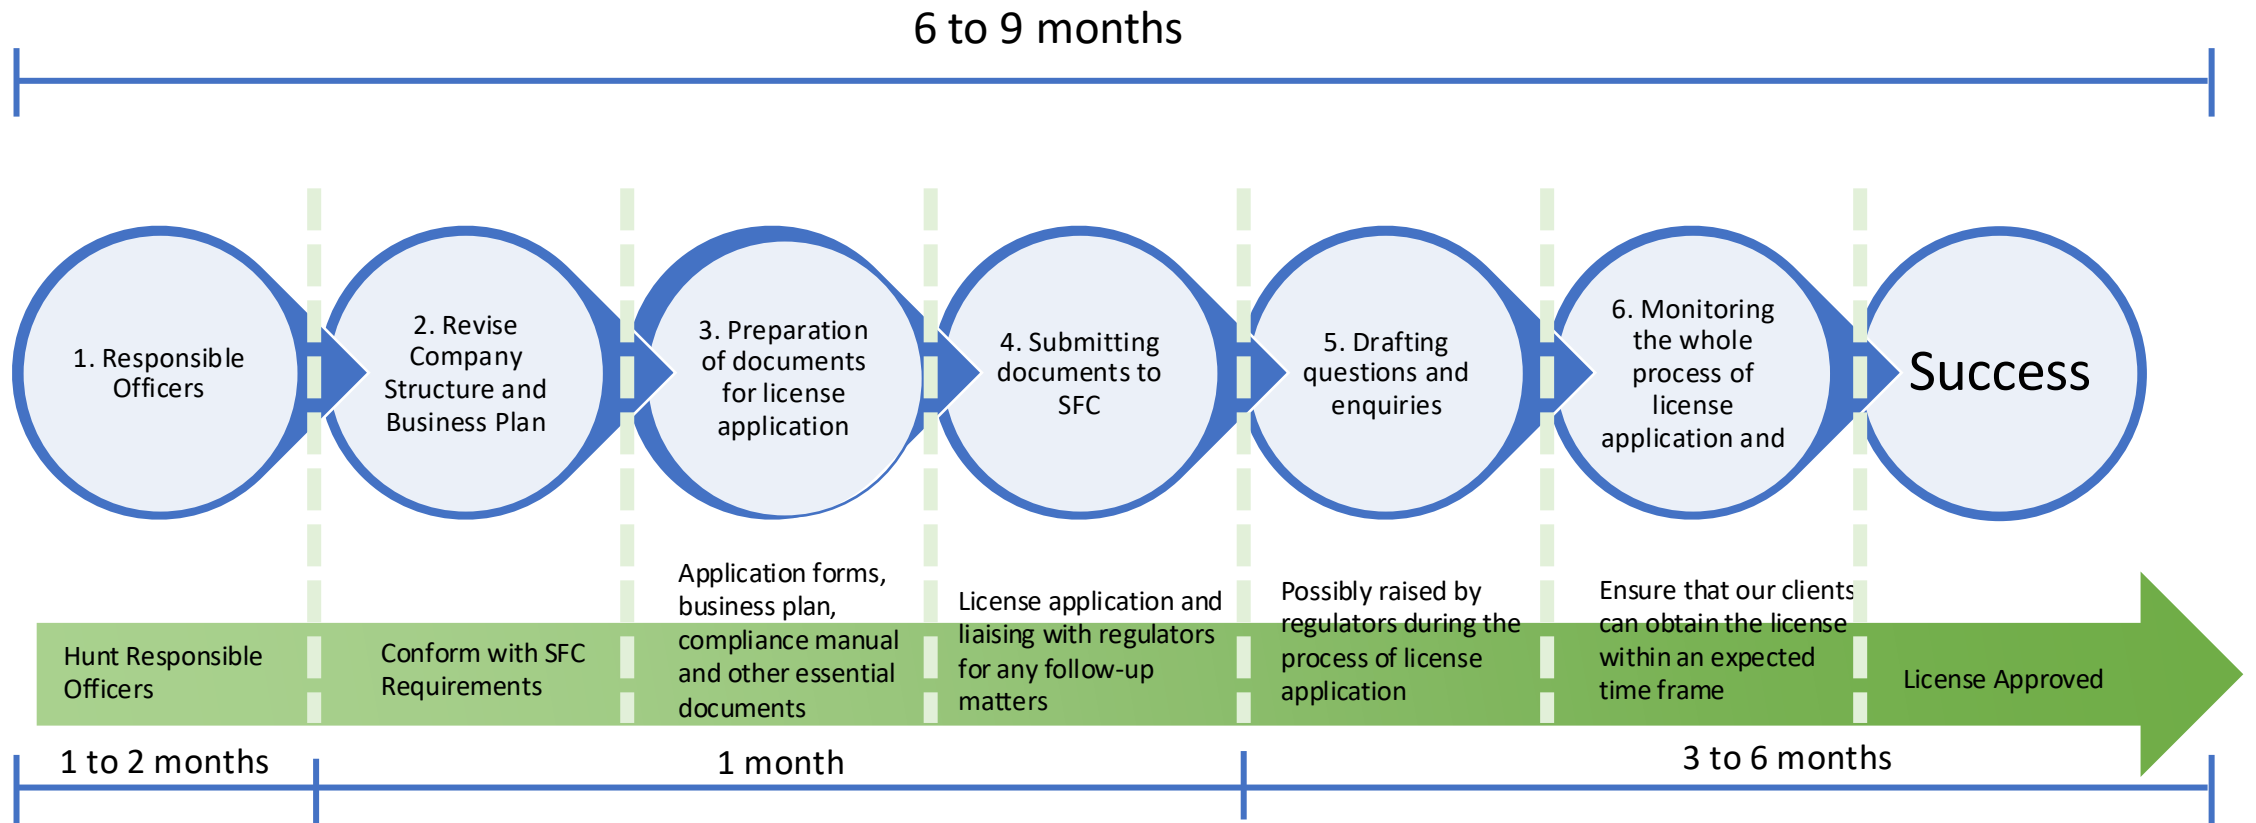 6 to 9 months
1. Responsible
Officers
2. Revise
Company
Structure and
Business Plan
3. Preparation
of documents
for license
application
4. Submitting
documents to
SFC
5. Drafting
questions and
enquiries
6. Monitoring
the whole
process of
license
application and
Success
Hunt Responsible
Officers
Conform with SFC
Requirements
Application forms,
business plan,
compliance manual
and other essential
documents
License application and
liaising with regulators
for any follow-up
matters
Possibly raised by
regulators during the
process of license
application
Ensure that our clients
can obtain the license
within an expected
time frame
License Approved
1 to 2 months
1 month
3 to 6 months